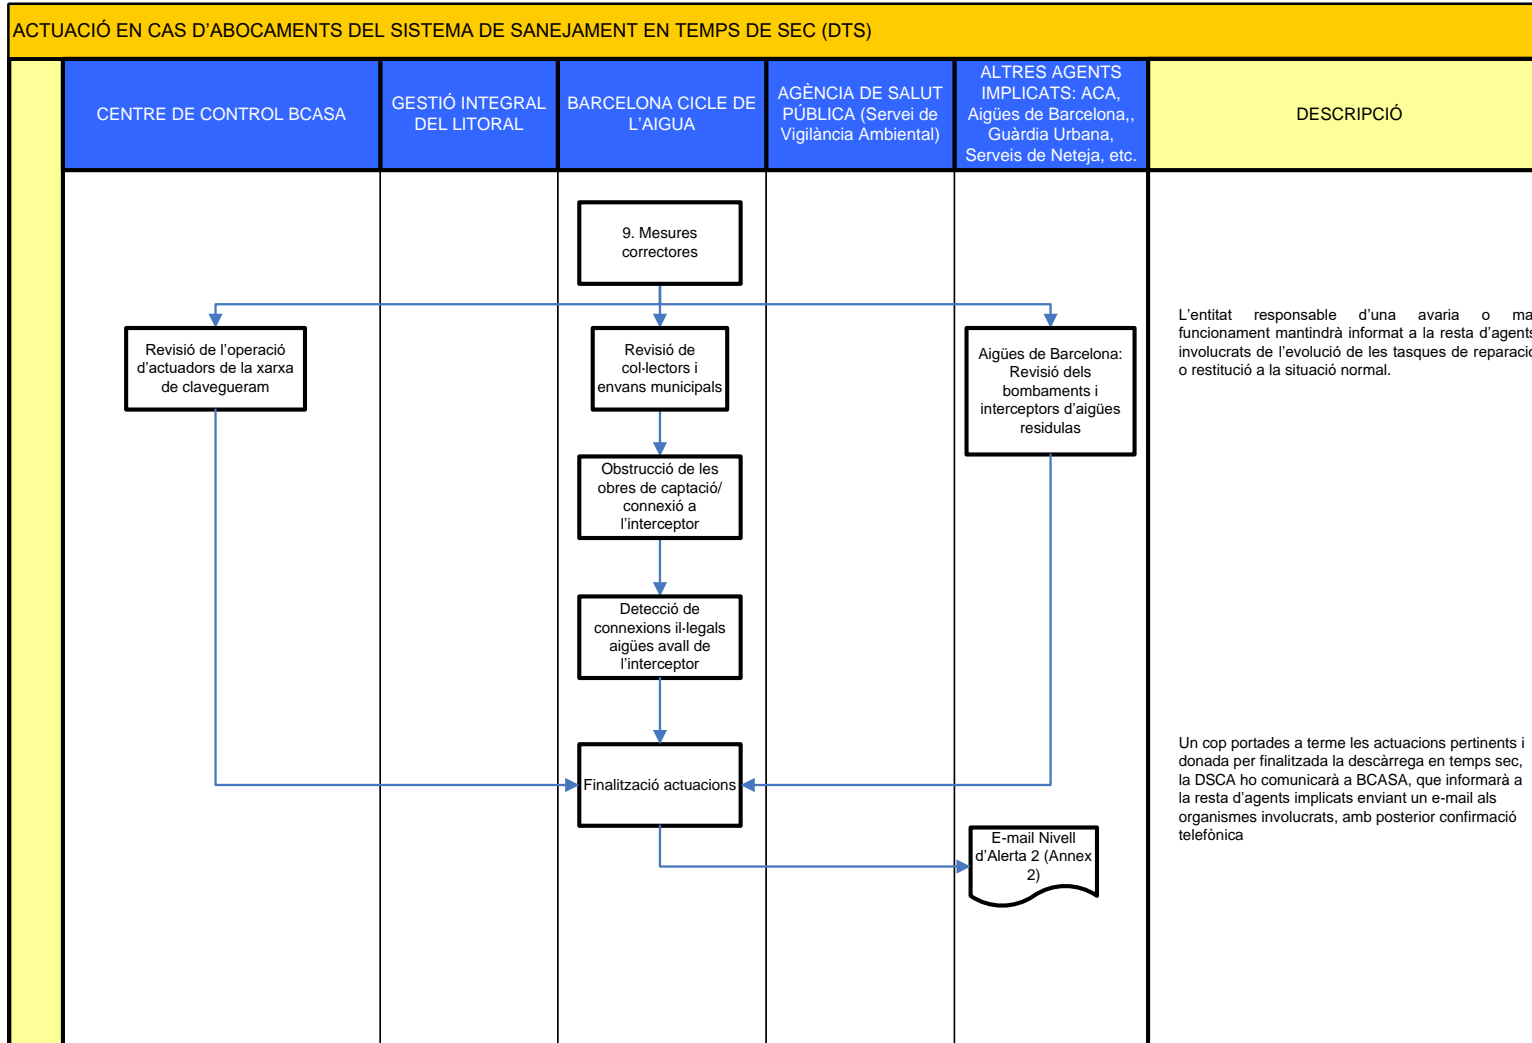 ACTUACIÓ EN CAS D'ABOCAMENTS DEL SISTEMA DE SANEJAMENT EN TEMPS DE SEC (DTS)
CENTRE DE CONTROL BCASA
GESTIÓ INTEGRAL
DEL LITORAL
BARCELONA CICLE DE
L'AIGUA
AGÈNCIA DE SALUT
PÚBLICA (Servei de
Vigilància Ambiental)
ALTRES AGENTS
IMPLICATS: ACA,
Aigües de Barcelona,,
Guàrdia Urbana,
Serveis de Neteja, etc.
DESCRIPCIÓ
9. Mesures
correctores
Revisió de l'operació
d'actuadors de la xarxa
de clavegueram
Revisió de
col·lectors i
envans municipals
Aigües de Barcelona:
Revisió dels
bombaments i
interceptors d'aigües
residulas
L'entitat responsable d'una avaria o ma
funcionament mantindrà informat a la resta d'agents
involucrats de l'evolució de les tasques de reparació
o restitució a la situació normal.
Obstrucció de les
obres de captació/
connexió a
l'interceptor
Detecció de
connexions il·legals
aigües avall de
l'interceptor
Finalització actuacions
Un cop portades a terme les actuacions pertinents i
donada per finalitzada la descàrrega en temps sec,
la DSCA ho comunicarà a BCASA, que informarà a
la resta d'agents implicats enviant un e-mail als
organismes involucrats, amb posterior confirmació
telefònica
E-mail Nivell
d'Alerta 2 (Annex
2)